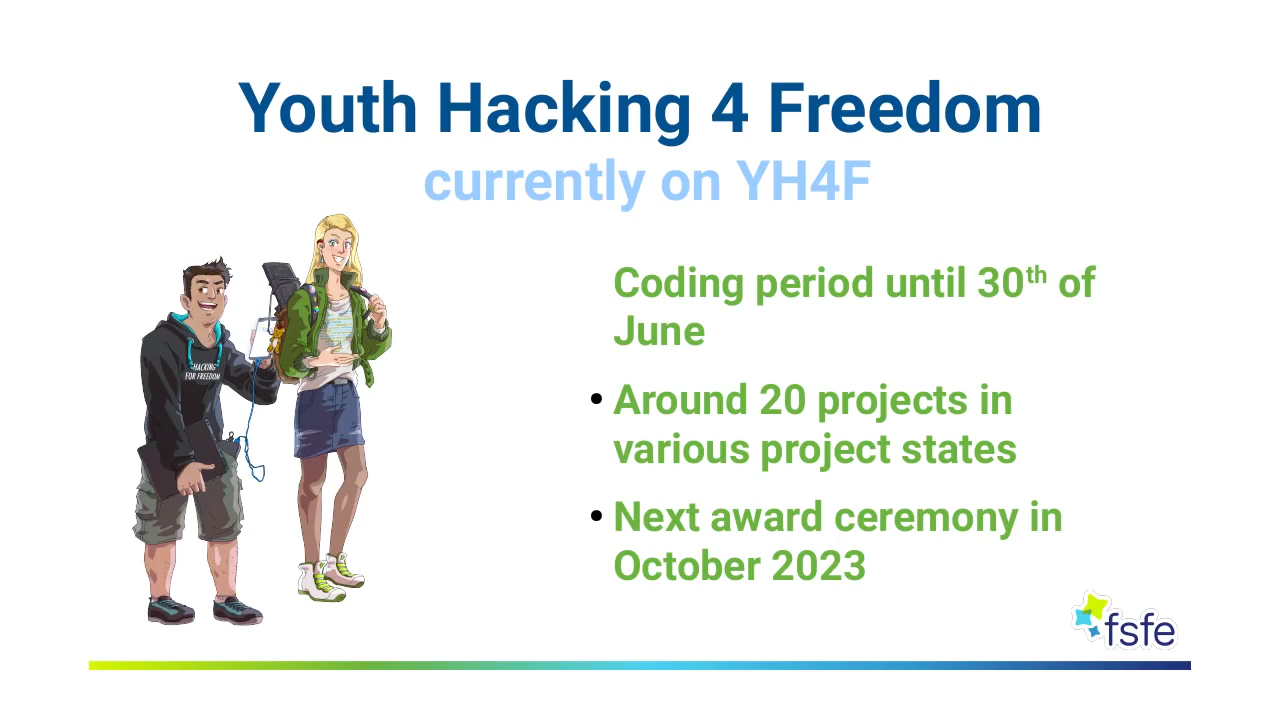 Youth Hacking 4 Freedom
currently on YH4F
Coding period until 30th of
June
• Around 20 projects in
various project states
• Next award ceremony in
October 2023
HACKING
FOR FREEDOM
fsfe